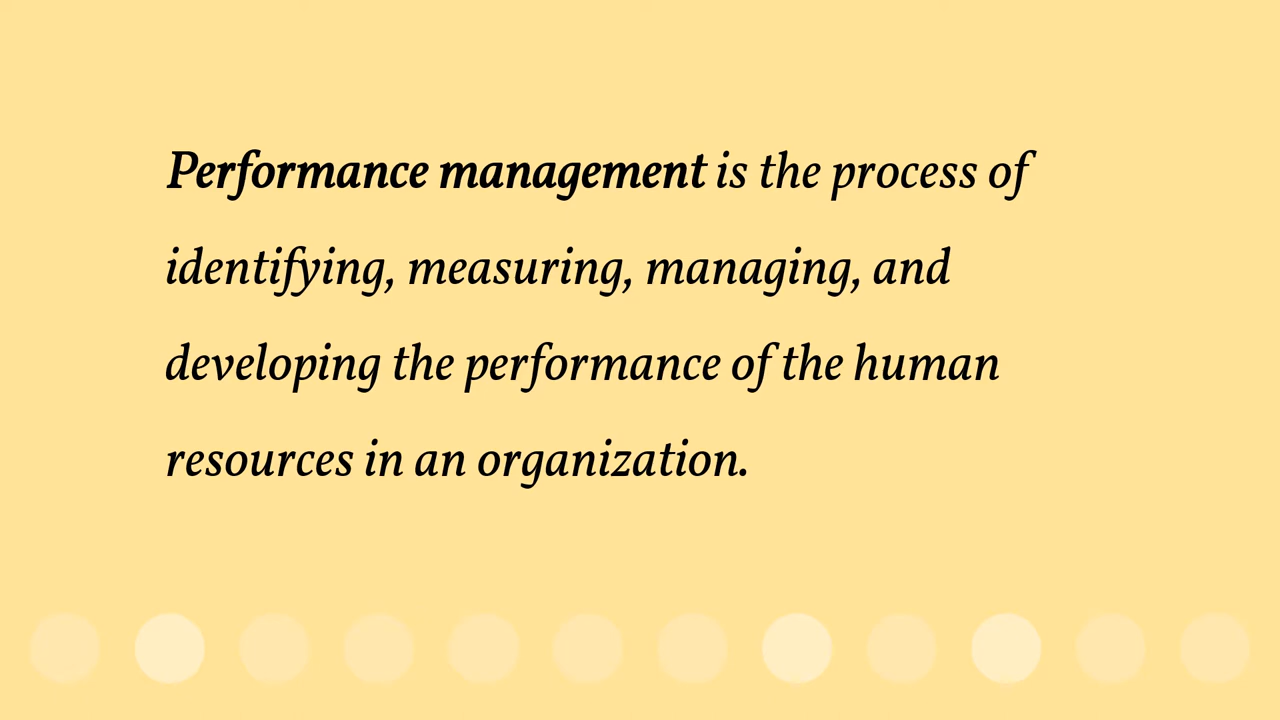 Performance management is the process of
identifying, measuring, managing, and
developing the performance of the human
resources in an organization.